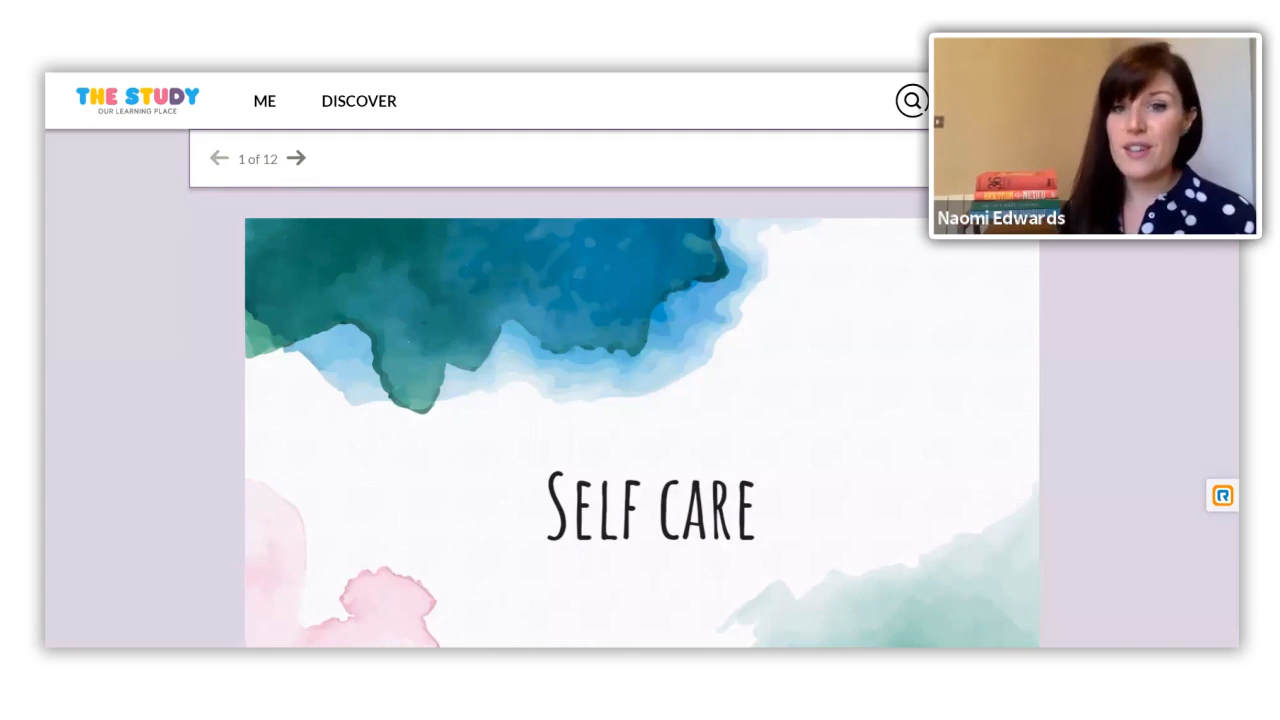 THE STUDY
OUR LEARNING PLACE
ME
DISCOVER
1 of 12
Naomi Edwards
SELF CARE